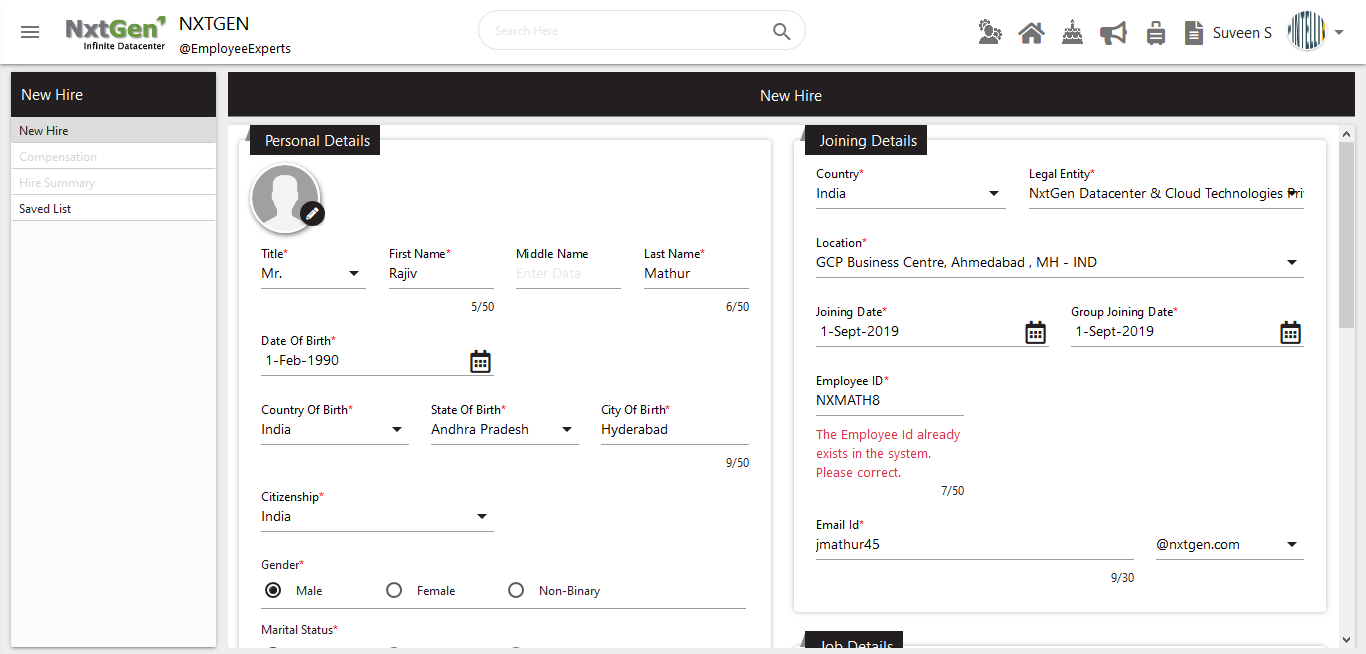 NxtGen
Infinite Datacenter
NXTGEN
@EmployeeExperts
Search Here
Suveen S
New Hire
New Hire
Compensation
Hire Summary
Saved List
New Hire
Personal Details
Title*
First Name*
Middle Name
Last Name*
Mr.
Rajiv
Enter Data
Mathur
5/50
6/50
Date Of Birth*
1-Feb-1990
Country Of Birth*
State Of Birth*
City Of Birth*
India
Andhra Pradesh
Hyderabad
9/50
Citizenship*
India
Gender*
Male
Female
Non-Binary
Marital Status*
Joining Details
Country*
Legal Entity*
India
NxtGen Datacenter & Cloud Technologies Pri
Location*
GCP Business Centre, Ahmedabad , MH - IND
Joining Date*
Group Joining Date*
1-Sept-2019
1-Sept-2019
Employee ID*
NXMATH8
The Employee Id already
exists in the system.
Please correct.
7/50
Email Id*
jmathur45
@nxtgen.com
9/30
Job Details